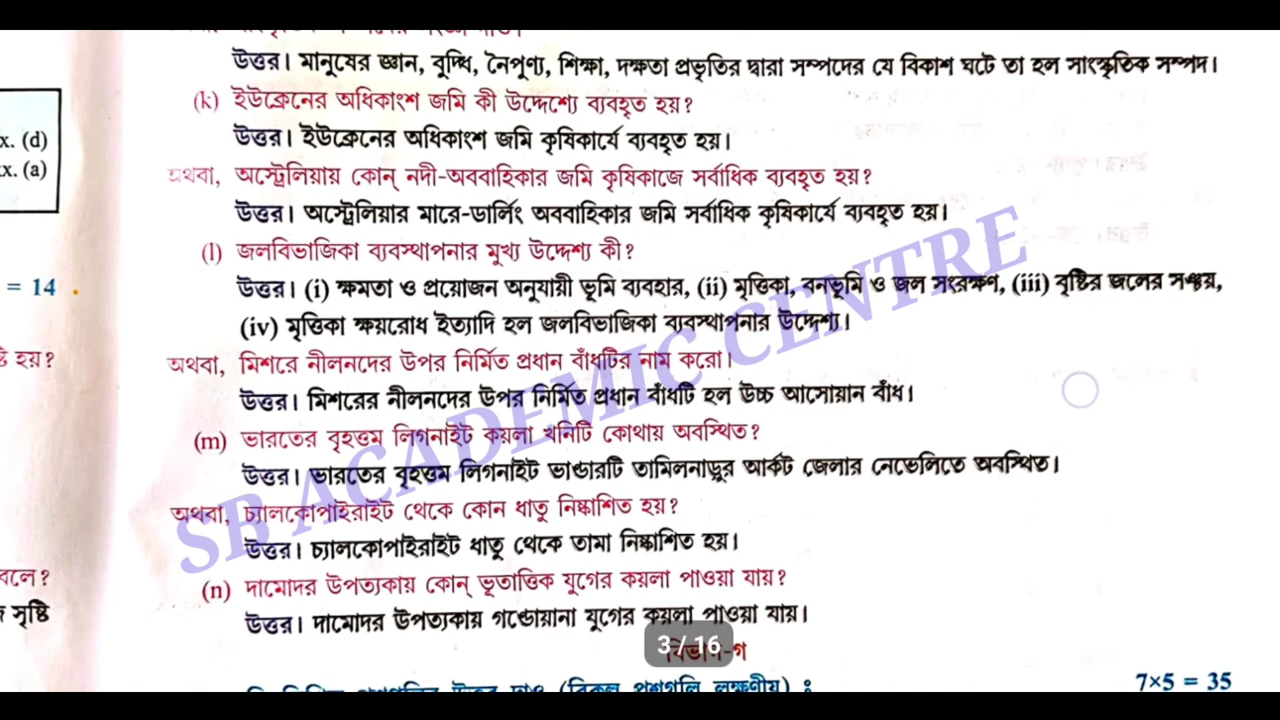 উত্তর। মানুষের জ্ঞান, বুদ্ধি, নৈপুণ্য, শিক্ষা, দক্ষতা প্রভৃতির দ্বারা সম্পদের যে বিকাশ ঘটে তা হল সাংস্কৃতিক সম্পদ।
(k) ইউক্রেনের অধিকাংশ জমি কী উদ্দেশ্যে ব্যবহৃত হয়?
উত্তর। ইউক্রেনের অধিকাংশ জমি কৃষিকার্যে ব্যবহৃত হয়।
x. (d)
x. (a)
অথবা, অস্ট্রেলিয়ায় কোন্ নদী-অববাহিকার জমি কৃষিকাজে সর্বাধিক ব্যবহৃত হয়?
উত্তর। অস্ট্রেলিয়ার মারে-ডার্লিং অববাহিকার জমি সর্বাধিক কৃষিকার্যে ব্যবহৃত হয়।
(l) জলবিভাজিকা ব্যবস্থাপনার মুখ্য উদ্দেশ্য কী?
= 14
উত্তর। (i) ক্ষমতা ও প্রয়োজন অনুযায়ী ভূমি ব্যবহার, (ii) মৃত্তিকা, বনভূমি ও জল সংরক্ষণ, (iii) বৃষ্টির জলের সঞ্চয়,
(iv) মৃত্তিকা ক্ষয়রোধ ইত্যাদি হল জলবিভাজিকা ব্যবস্থাপনার উদ্দেশ্য।
হয়?
অথবা, মিশরে নীলনদের উপর নির্মিত প্রধান বাঁধটির নাম করো।
উত্তর। মিশরের নীলনদের উপর নির্মিত প্রধান বাঁধটি হল উচ্চ আসোয়ান বাঁধ।
(m) ভারতের বৃহত্তম লিগনাইট কয়লা খনিটি কোথায় অবস্থিত?
উত্তর। ভারতের বৃহত্তম লিগনাইট ভাণ্ডারটি তামিলনাড়ুর আর্কট জেলার নেভেলিতে অবস্থিত।
অথবা, চ্যালকোপাইরাইট থেকে কোন ধাতু নিষ্কাশিত হয়?
উত্তর। চ্যালকোপাইরাইট ধাতু থেকে তামা নিষ্কাশিত হয়।
বলে?
সৃষ্টি
(n) দামোদর উপত্যকায় কোন্ ভূতাত্তিক যুগের কয়লা পাওয়া যায়?
উত্তর। দামোদর উপত্যকায় গন্ডোয়ানা যুগের কয়লা পাওয়া যায়।
3 / 16
বিভাগ-গ
7×5 = 35
SB ACADEMIC CENTRE